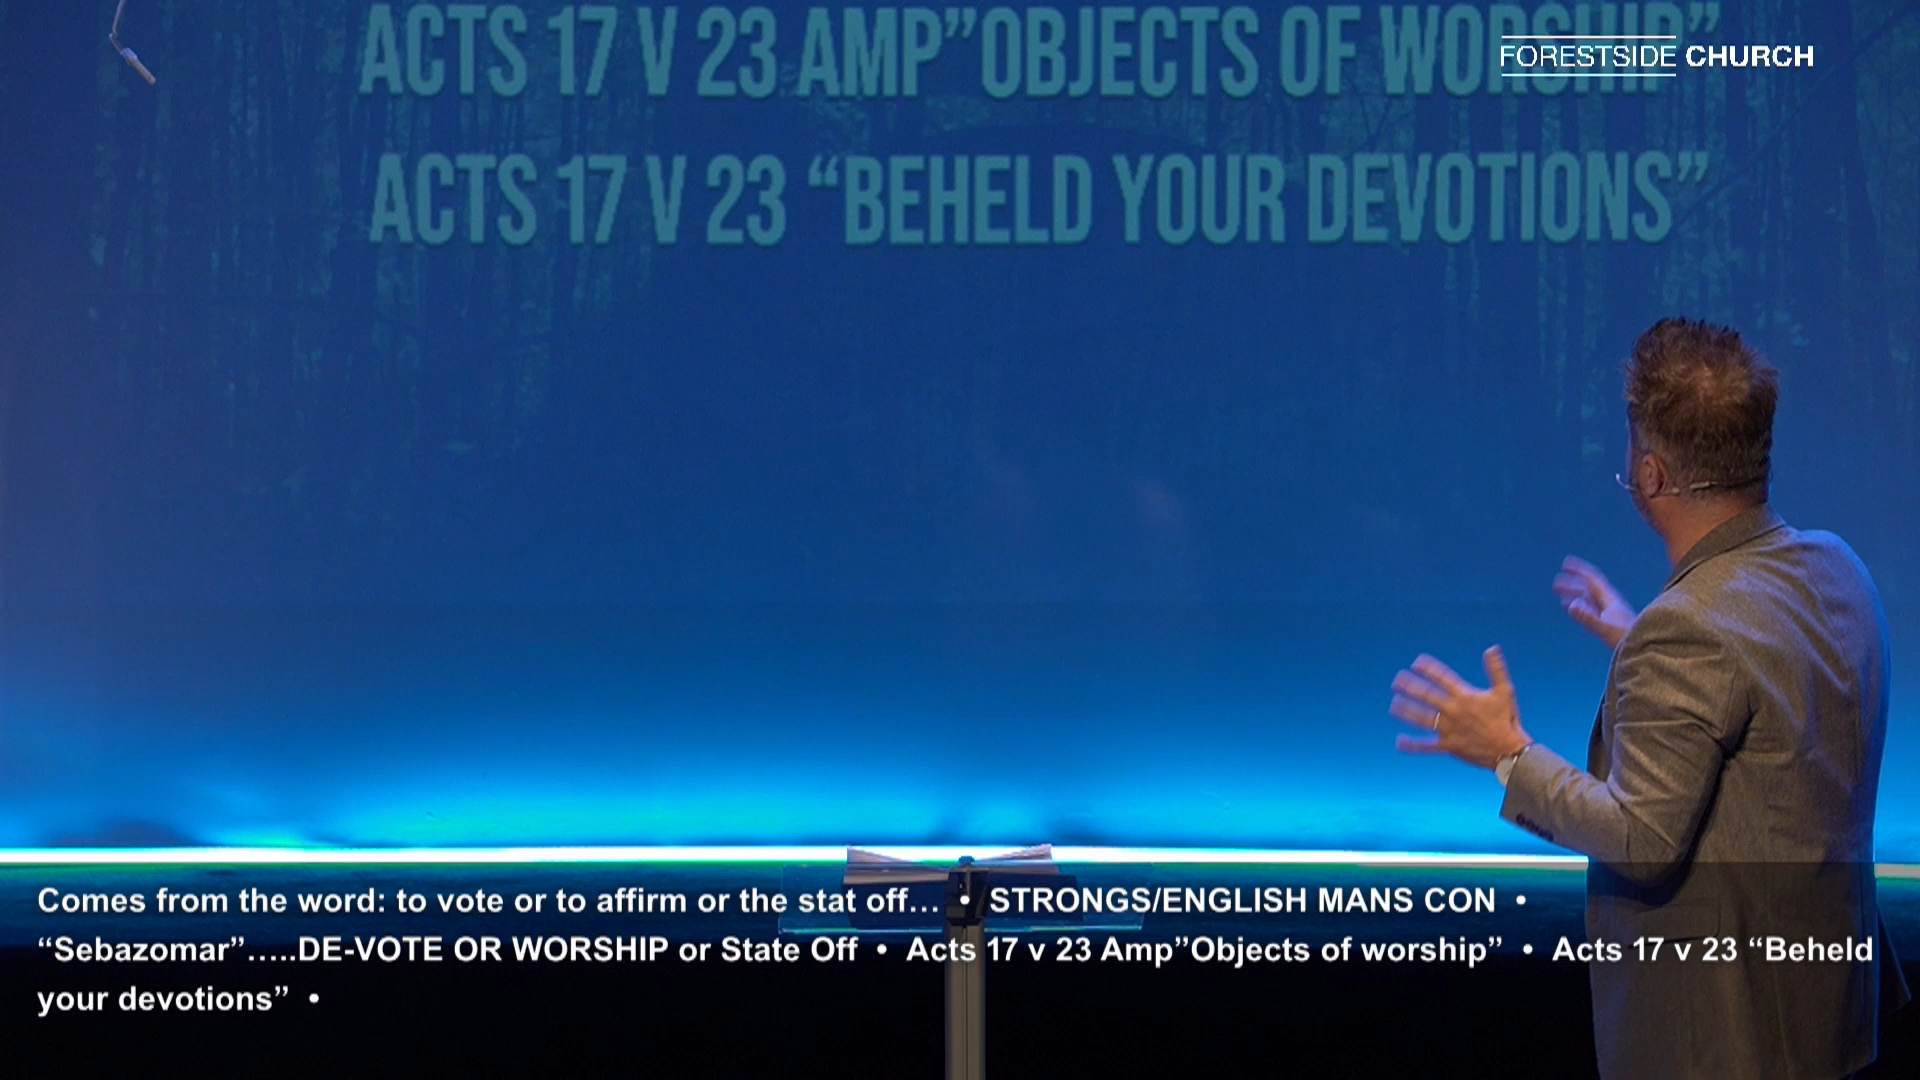 ACTS 17 V 23 AMP”OBJECTS OF WORSHIP”
FORESTSIDE CHURCH
ACTS 17 V 23 “BEHELD YOUR DEVOTIONS”
Comes from the word: to vote or to affirm or the stat off… • STRONGS/ENGLISH MANS CON •
“Sebazomar”…..DE-VOTE OR WORSHIP or State Off • Acts 17 v 23 Amp”Objects of worship” • Acts 17 v 23 “Beheld
your devotions” •